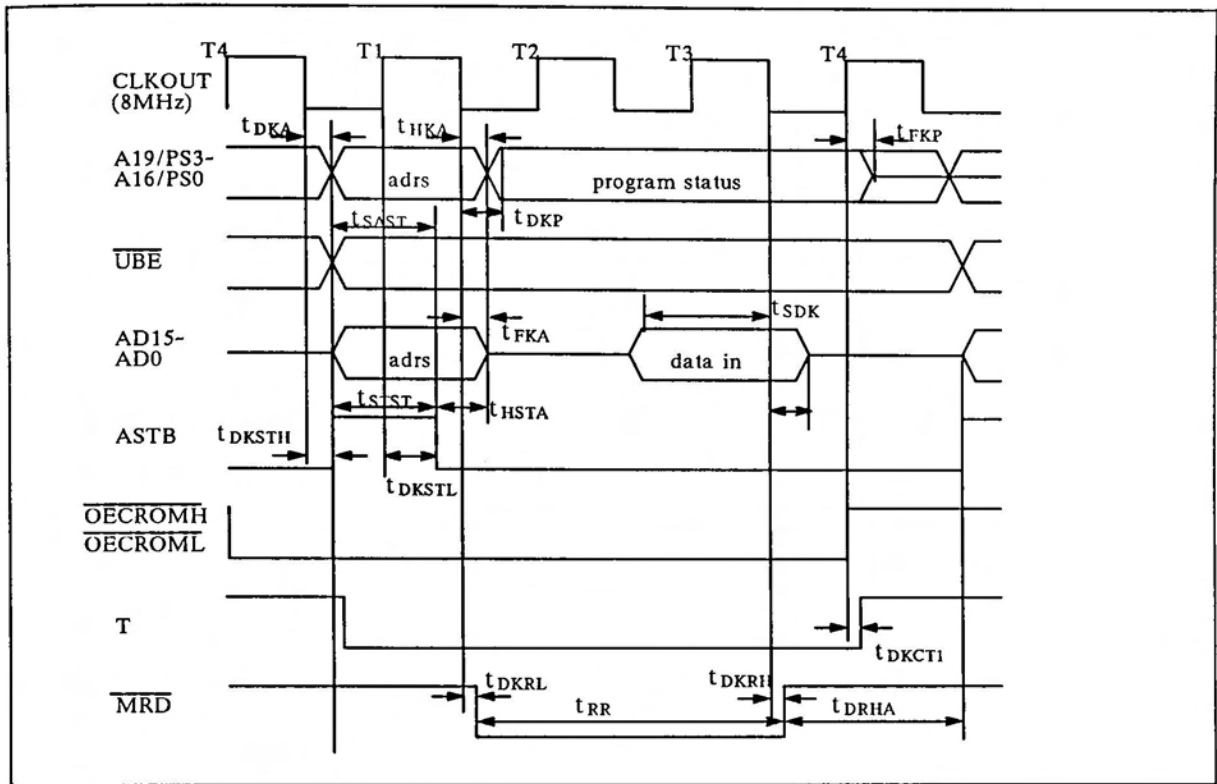 T4 T1 T2 T3 T4
CLKOUT
(8MHz)
tDKA tHKA tFKP
A19/PS3-
A16/PS0
adrs program status
tSAST tDKP
UBE
tSDK
tFKA
AD15-
AD0
adrs data in
tSTST tHSTA
ASTB tDKSTH
tDKSTL
OECROMH
OECROML
T
tDKCT1
tDKRL tDKRH
MRD tRR tDRHA